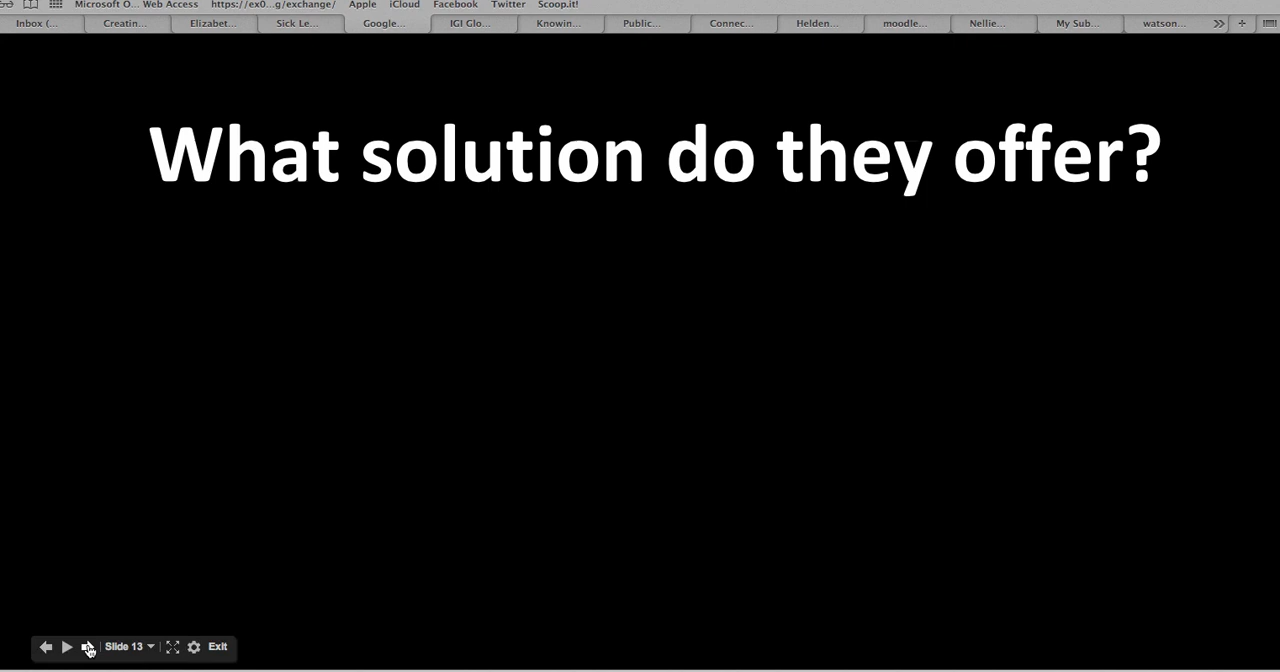 Microsoft O... Web Access https://ex0...g/exchange/ Apple iCloud Facebook Twitter Scoop.it!
Inbox (... Creatin... Elizabet... Sick Le... Google... IGI Glo... Knowin... Public... Connec... Helden... moodle... Nellie... My Sub... watson...
What solution do they offer?
Slide 13 Exit